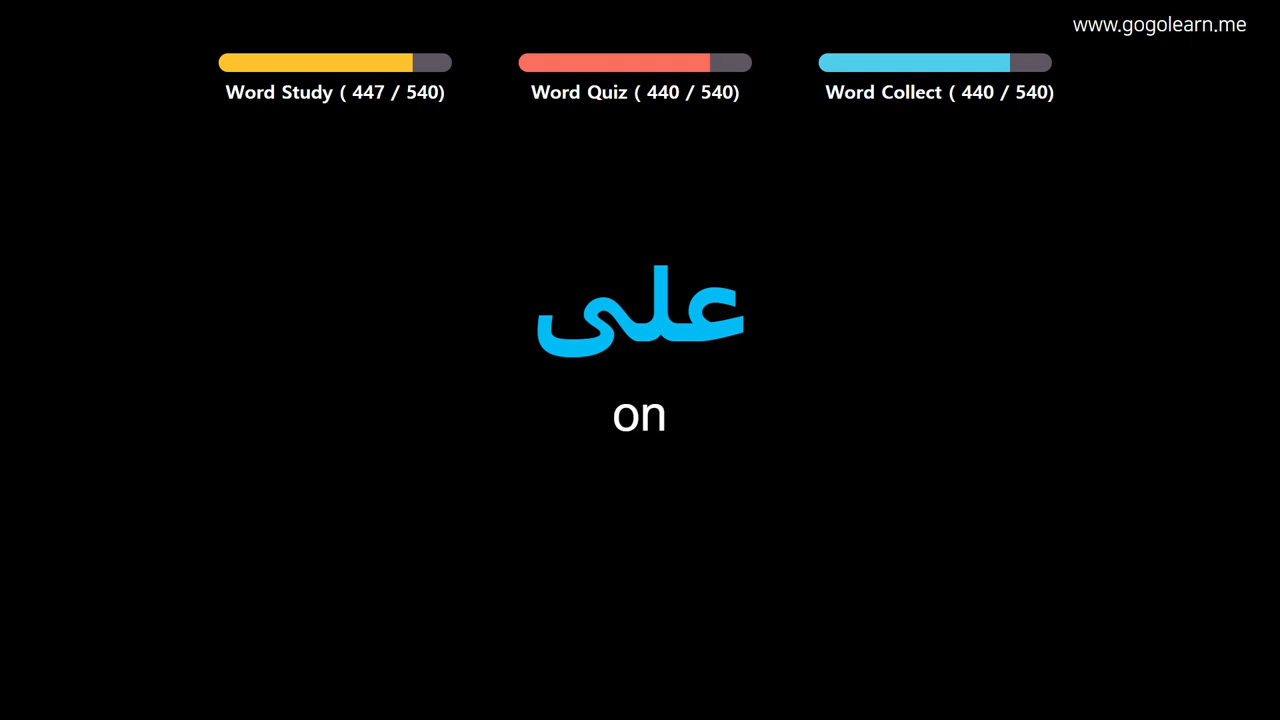 www.gogolearn.me
Word Study ( 447 / 540)
Word Quiz ( 440 / 540)
Word Collect ( 440 / 540)
على
on